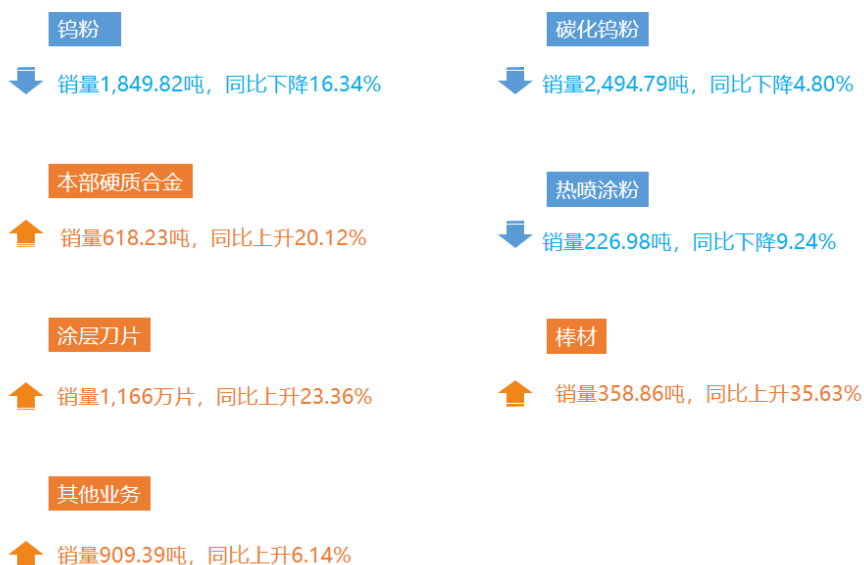 钨粉
销量1,849.82吨，同比下降16.34%
碳化钨粉
销量2,494.79吨，同比下降4.80%
本部硬质合金
销量618.23吨，同比上升20.12%
热喷涂粉
销量226.98吨，同比下降9.24%
涂层刀片
销量1,166万片，同比上升23.36%
棒材
销量358.86吨，同比上升35.63%
其他业务
销量909.39吨，同比上升6.14%